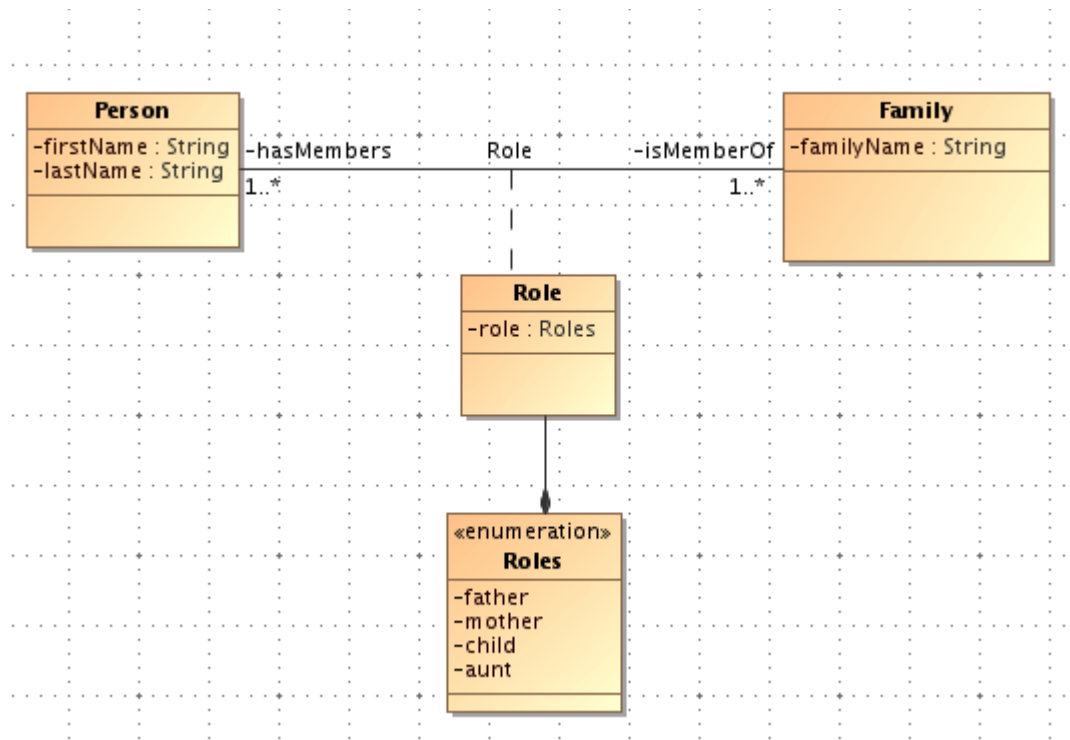 Person
-firstName : String
-lastName : String
-hasMembers
1..*
Role
-isMemberOf
1..*
Family
-familyName : String
Role
-role : Roles
«enumeration»
Roles
-father
-mother
-child
-aunt